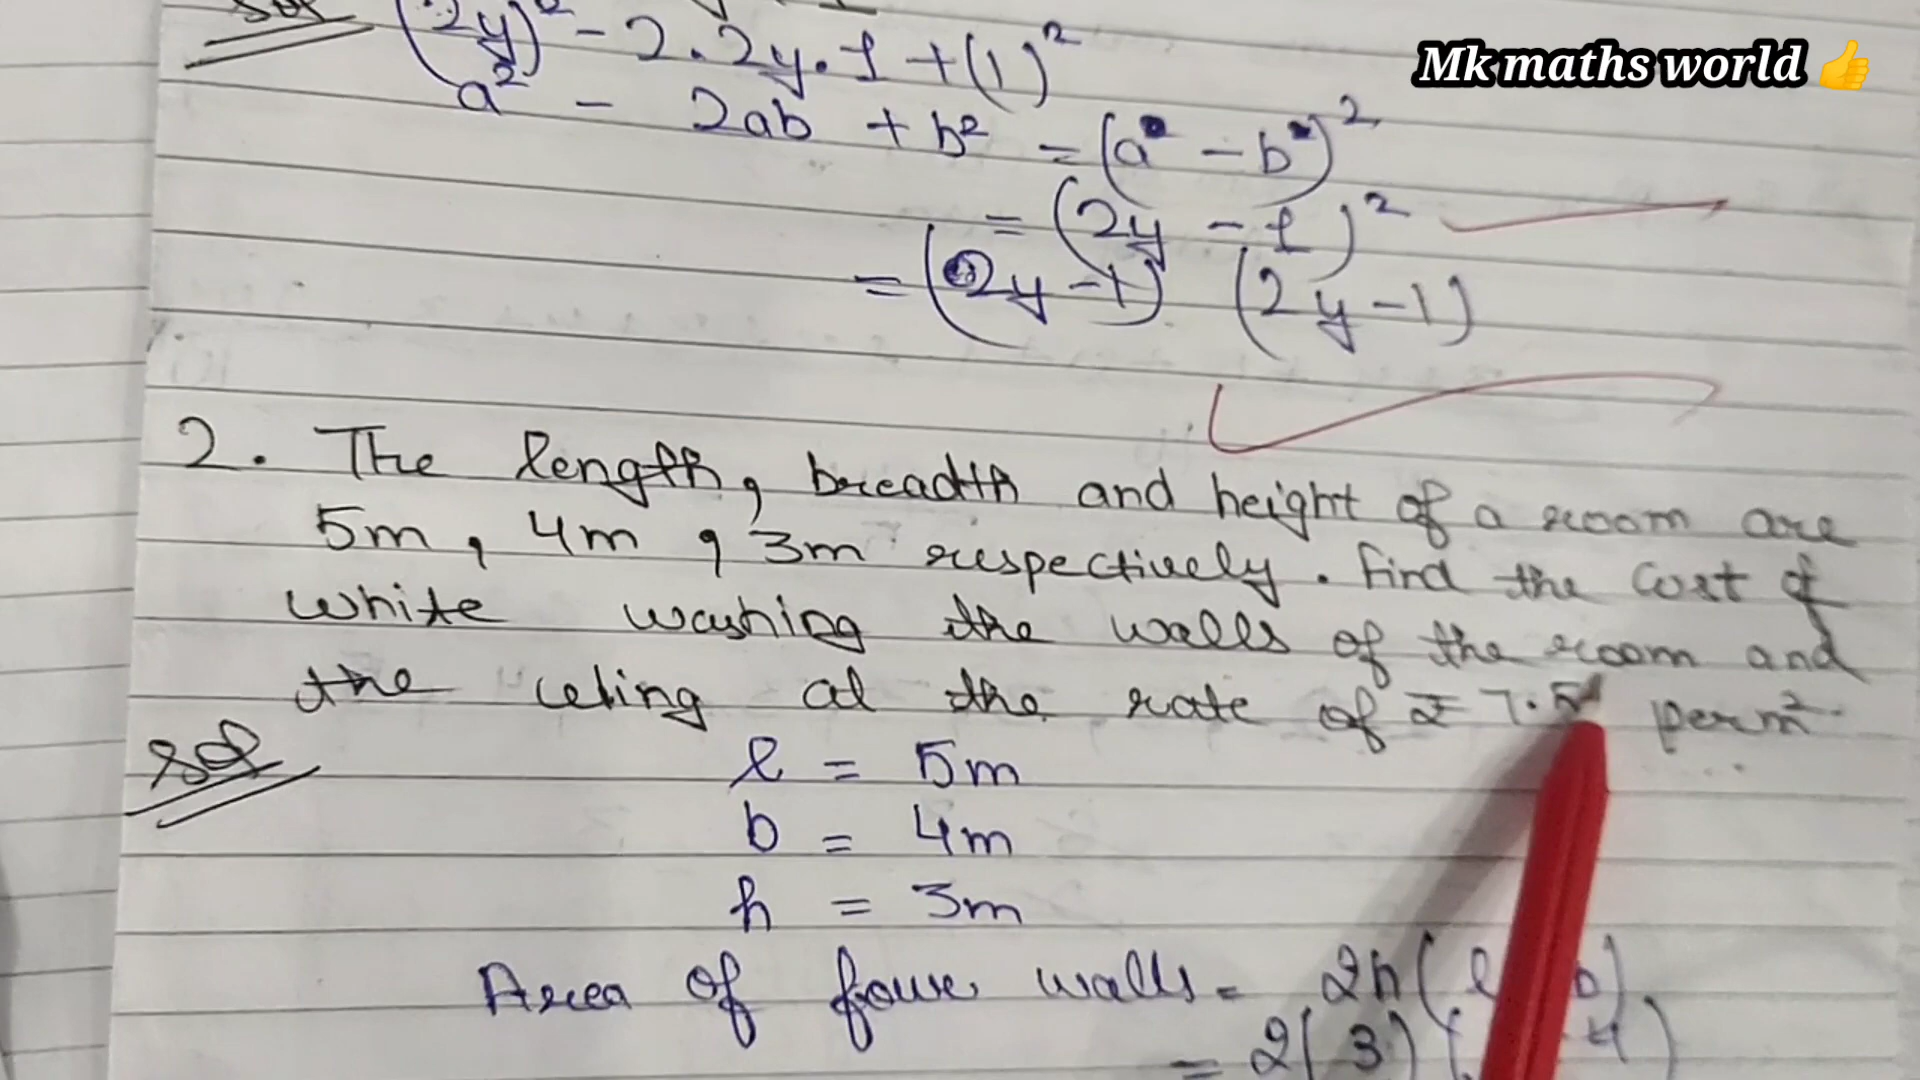 Mk maths world 👍
(2y)² - 2.2y.1 + (1)²
a² - 2ab + b² = (a - b)²
= (2y - 1)²
= (2y - 1) (2y - 1)
2. The length, breadth and height of a room are
5m, 4m, 3m respectively. Find the cost of
white washing the walls of the room and
the celing at the rate of ₹ 7.5 per m².
Sol
l = 5m
b = 4m
h = 3m
Area of four walls = 2h(l b)
= 2(3)( 4)